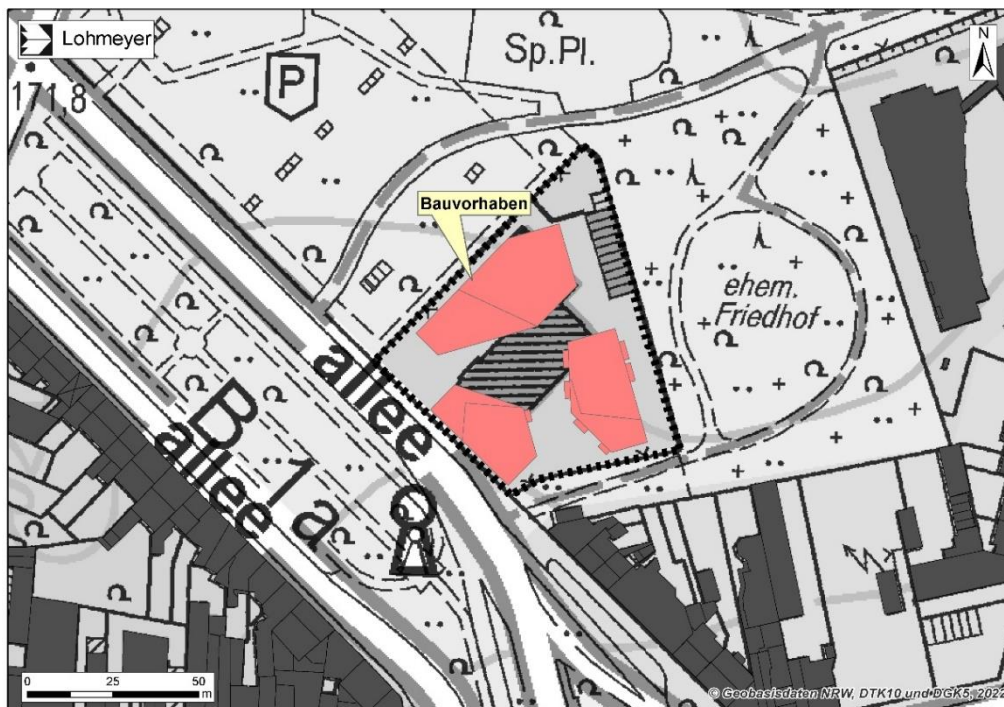 Lohmeyer
171,8
P
Sp.Pl.
N
Bauvorhaben
ehem.
Friedhof
allee
B 1a
allee
0 25 50
m
© Geobasisdaten NRW, DTK10 und DGK5, 2022